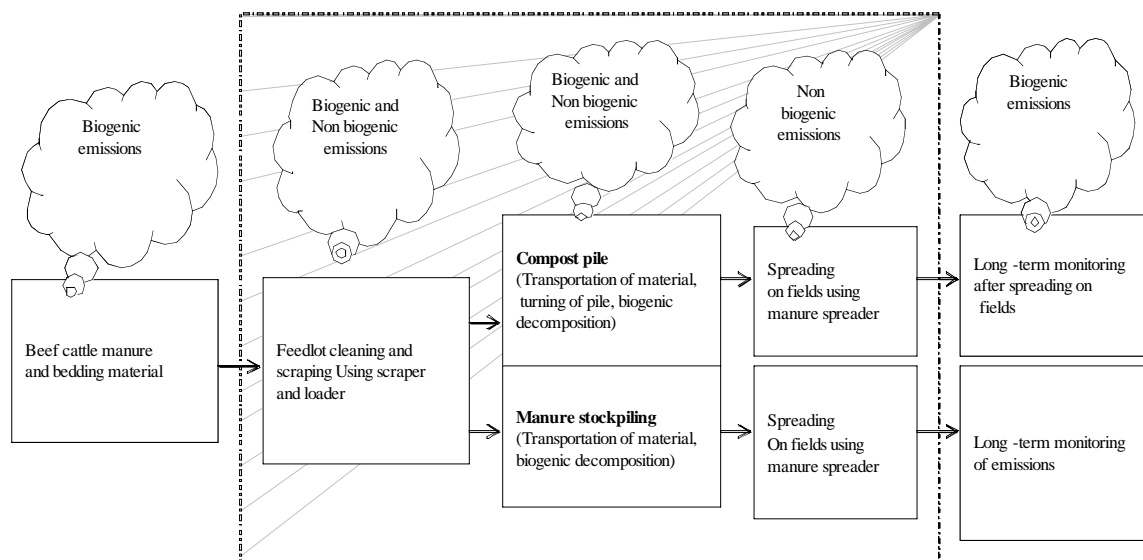 Biogenic
emissions
Biogenic and
Non biogenic
emissions
Biogenic and
Non biogenic
emissions
Non
biogenic
emissions
Biogenic
emissions
Beef cattle manure
and bedding material
Feedlot cleaning and
scraping Using scraper
and loader
Compost pile
(Transportation of material,
turning of pile, biogenic
decomposition)
Manure stockpiling
(Transportation of material,
biogenic decomposition)
Spreading
on fields using
manure spreader
Spreading
On fields using
manure spreader
Long -term monitoring
after spreading on
fields
Long -term monitoring
of emissions